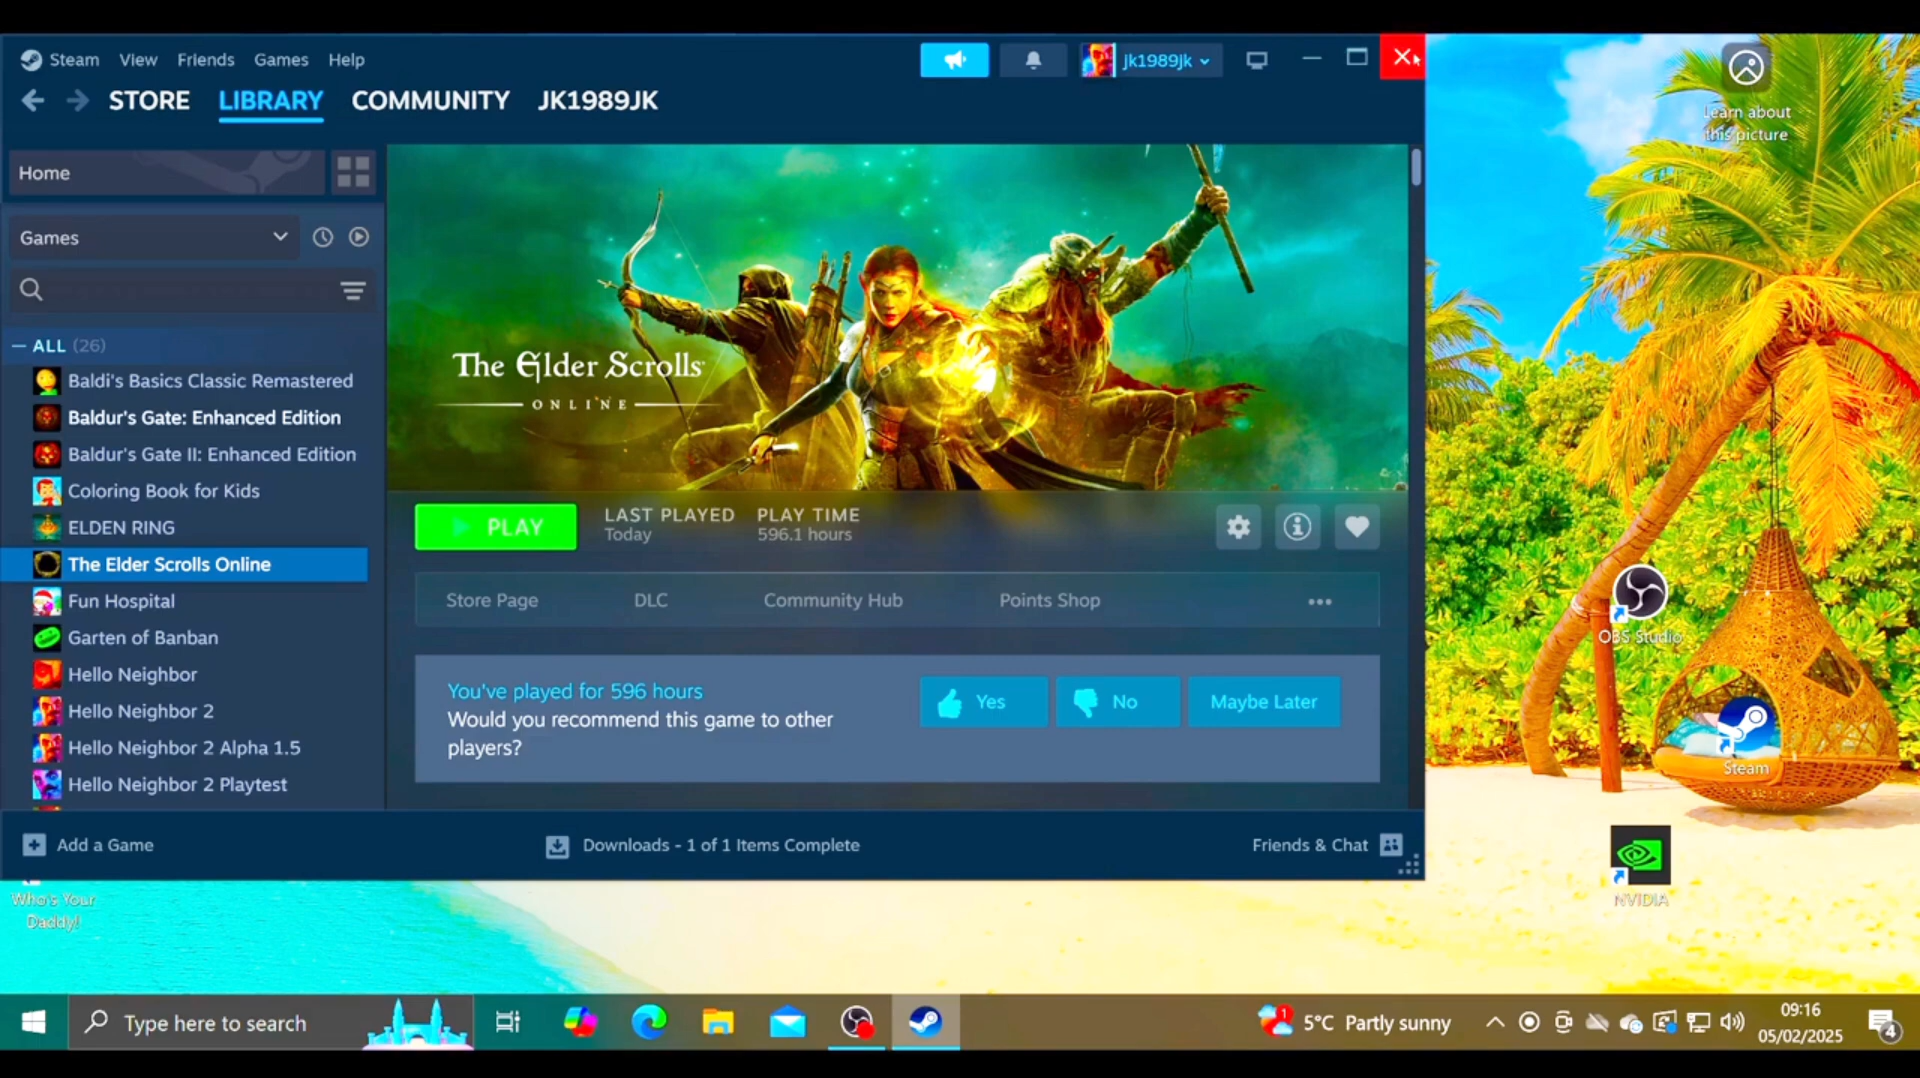 Steam View Friends Games Help
jk1989jk
STORE LIBRARY COMMUNITY JK1989JK
Learn about
this picture
Home
Games
— ALL (26)
Baldi's Basics Classic Remastered
Baldur's Gate: Enhanced Edition
Baldur's Gate II: Enhanced Edition
Coloring Book for Kids
ELDEN RING
The Elder Scrolls Online
Fun Hospital
Garten of Banban
Hello Neighbor
Hello Neighbor 2
Hello Neighbor 2 Alpha 1.5
Hello Neighbor 2 Playtest
The Elder Scrolls
ONLINE
PLAY
LAST PLAYED
Today
PLAY TIME
596.1 hours
Store Page DLC Community Hub Points Shop
You've played for 596 hours
Would you recommend this game to other
players?
Yes No Maybe Later
OBS Studio
Steam
NVIDIA
Add a Game
Downloads - 1 of 1 Items Complete
Friends & Chat
Who's Your
Daddy!
Type here to search
1
5°C Partly sunny
09:16
05/02/2025
4